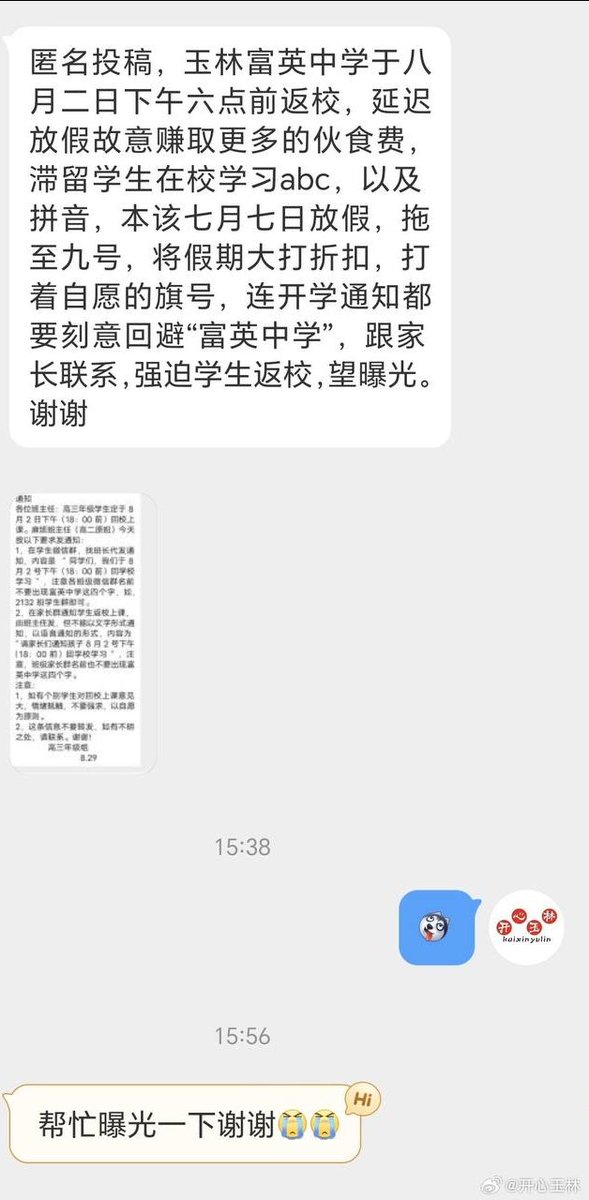 匿名投稿，玉林富英中学于八
月二日下午六点前返校，延迟
放假故意赚取更多的伙食费，
滞留学生在校学习abc，以及
拼音，本该七月七日放假，拖
至九号，将假期大打折扣，打
着自愿的旗号，连开学通知都
要刻意回避“富英中学”，跟家
长联系,强迫学生返校,望曝光。
谢谢
通知
各位班主任：高三年级学生定于 8
月 2 日下午（18：00 前）回校上
课。麻烦班主任（高二原班）今天
按以下要求发通知：
1、在学生微信群，找班长代发通
知，内容是 “ 同学们，我们于 8
月 2 号下午（18：00 前）回学校
学习 ”，注意各班级微信群名前
不要出现富英中学这四个字，如，
2132 班学生群即可。
2、在家长群通知学生返校上课，
由班主任发，但不能以文字形式通
知，以语音通知的形式，内容为
“请家长们通知孩子 8 月 2 号下午
(18：00 前）回学校学习 ”，注
意，班级家长群名前也不要出现富
英中学这四个字。
注意：
1、如有个别学生对回校上课意见
大，情绪抵触，不要强求，以自愿
为原则。
2、这条信息不要转发，如有不明
之处，请联系。谢谢！
高三年级组
8.29
15:38
开心玉林
kaixinyulin
15:56
Hi
帮忙曝光一下谢谢😭😭
@开心玉林